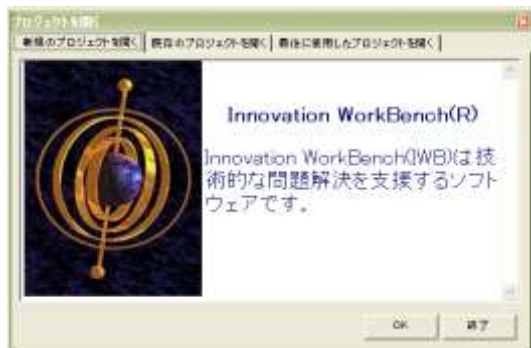 プロジェクトを開く
新規のプロジェクトを開く 既存のプロジェクトを開く 最後に使用したプロジェクトを開く
Innovation WorkBench(R)
Innovation WorkBench(IWB)は技
術的な問題解決を支援するソフト
ウェアです。
OK 終了